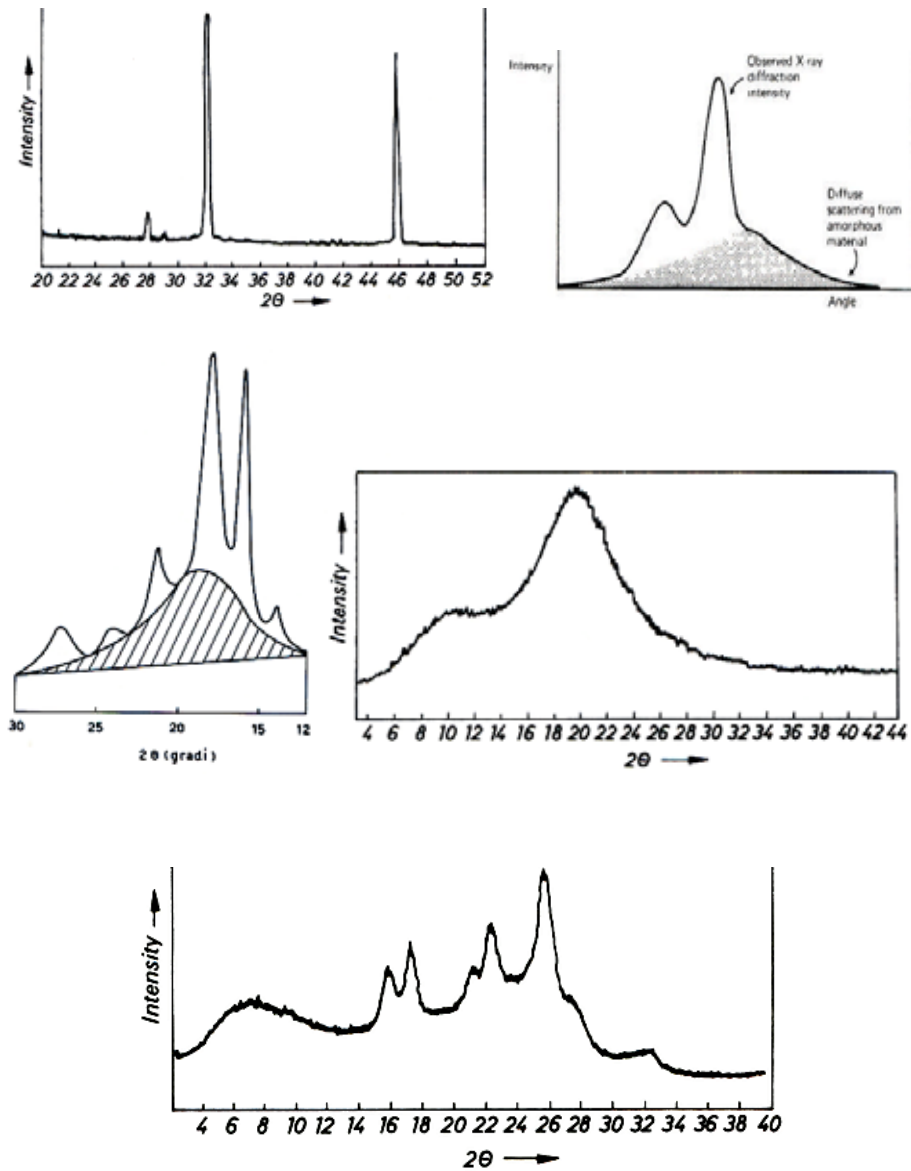 Intensity
20 22 24 26 28 30 32 34 36 38 40 42 44 46 48 50 52
2Θ
Intensity
Observed X ray
diffraction
intensity
Diffuse
scattering from
amorphous
material
Angle
30 25 20 15 12
2 Θ (gradi)
Intensity
4 6 8 10 12 14 16 18 20 22 24 26 28 30 32 34 36 38 40 42 44
2Θ
Intensity
4 6 8 10 12 14 16 18 20 22 24 26 28 30 32 34 36 38 40
2Θ